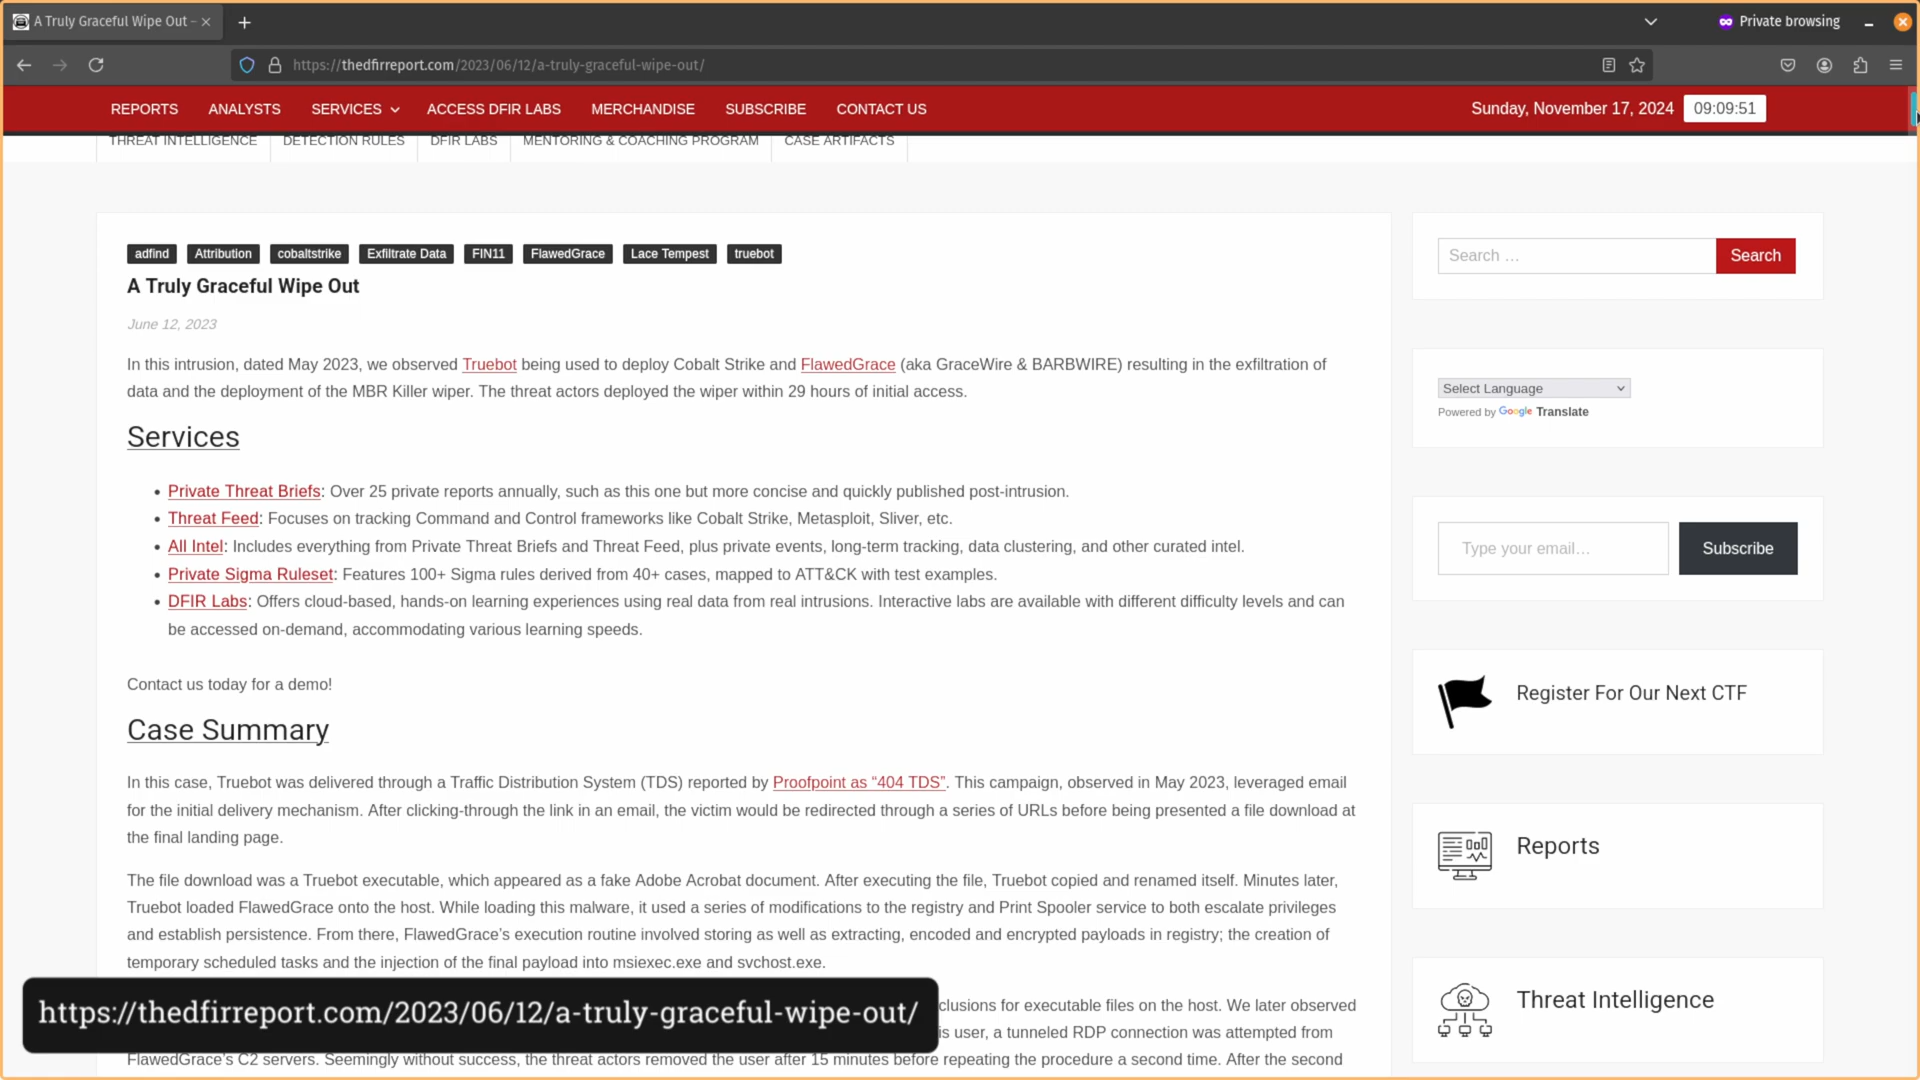 A Truly Graceful Wipe Out -
Private browsing
https://thedfirreport.com/2023/06/12/a-truly-graceful-wipe-out/
REPORTS ANALYSTS SERVICES ACCESS DFIR LABS MERCHANDISE SUBSCRIBE CONTACT US
Sunday, November 17, 2024 09:09:51
THREAT INTELLIGENCE DETECTION RULES DFIR LABS MENTORING & COACHING PROGRAM CASE ARTIFACTS
adfind Attribution cobaltstrike Exfiltrate Data FIN11 FlawedGrace Lace Tempest truebot
A Truly Graceful Wipe Out
June 12, 2023
In this intrusion, dated May 2023, we observed Truebot being used to deploy Cobalt Strike and FlawedGrace (aka GraceWire & BARBWIRE) resulting in the exfiltration of
data and the deployment of the MBR Killer wiper. The threat actors deployed the wiper within 29 hours of initial access.
Services
• Private Threat Briefs: Over 25 private reports annually, such as this one but more concise and quickly published post-intrusion.
• Threat Feed: Focuses on tracking Command and Control frameworks like Cobalt Strike, Metasploit, Sliver, etc.
• All Intel: Includes everything from Private Threat Briefs and Threat Feed, plus private events, long-term tracking, data clustering, and other curated intel.
• Private Sigma Ruleset: Features 100+ Sigma rules derived from 40+ cases, mapped to ATT&CK with test examples.
• DFIR Labs: Offers cloud-based, hands-on learning experiences using real data from real intrusions. Interactive labs are available with different difficulty levels and can
be accessed on-demand, accommodating various learning speeds.
Contact us today for a demo!
Case Summary
In this case, Truebot was delivered through a Traffic Distribution System (TDS) reported by Proofpoint as “404 TDS”. This campaign, observed in May 2023, leveraged email
for the initial delivery mechanism. After clicking-through the link in an email, the victim would be redirected through a series of URLs before being presented a file download at
the final landing page.
The file download was a Truebot executable, which appeared as a fake Adobe Acrobat document. After executing the file, Truebot copied and renamed itself. Minutes later,
Truebot loaded FlawedGrace onto the host. While loading this malware, it used a series of modifications to the registry and Print Spooler service to both escalate privileges
and establish persistence. From there, FlawedGrace’s execution routine involved storing as well as extracting, encoded and encrypted payloads in registry; the creation of
temporary scheduled tasks and the injection of the final payload into msiexec.exe and svchost.exe.
clusions for executable files on the host. We later observed
is user, a tunneled RDP connection was attempted from
FlawedGrace’s C2 servers. Seemingly without success, the threat actors removed the user after 15 minutes before repeating the procedure a second time. After the second
https://thedfirreport.com/2023/06/12/a-truly-graceful-wipe-out/
Search …
Search
Select Language
Powered by Google Translate
Type your email…
Subscribe
Register For Our Next CTF
Reports
Threat Intelligence